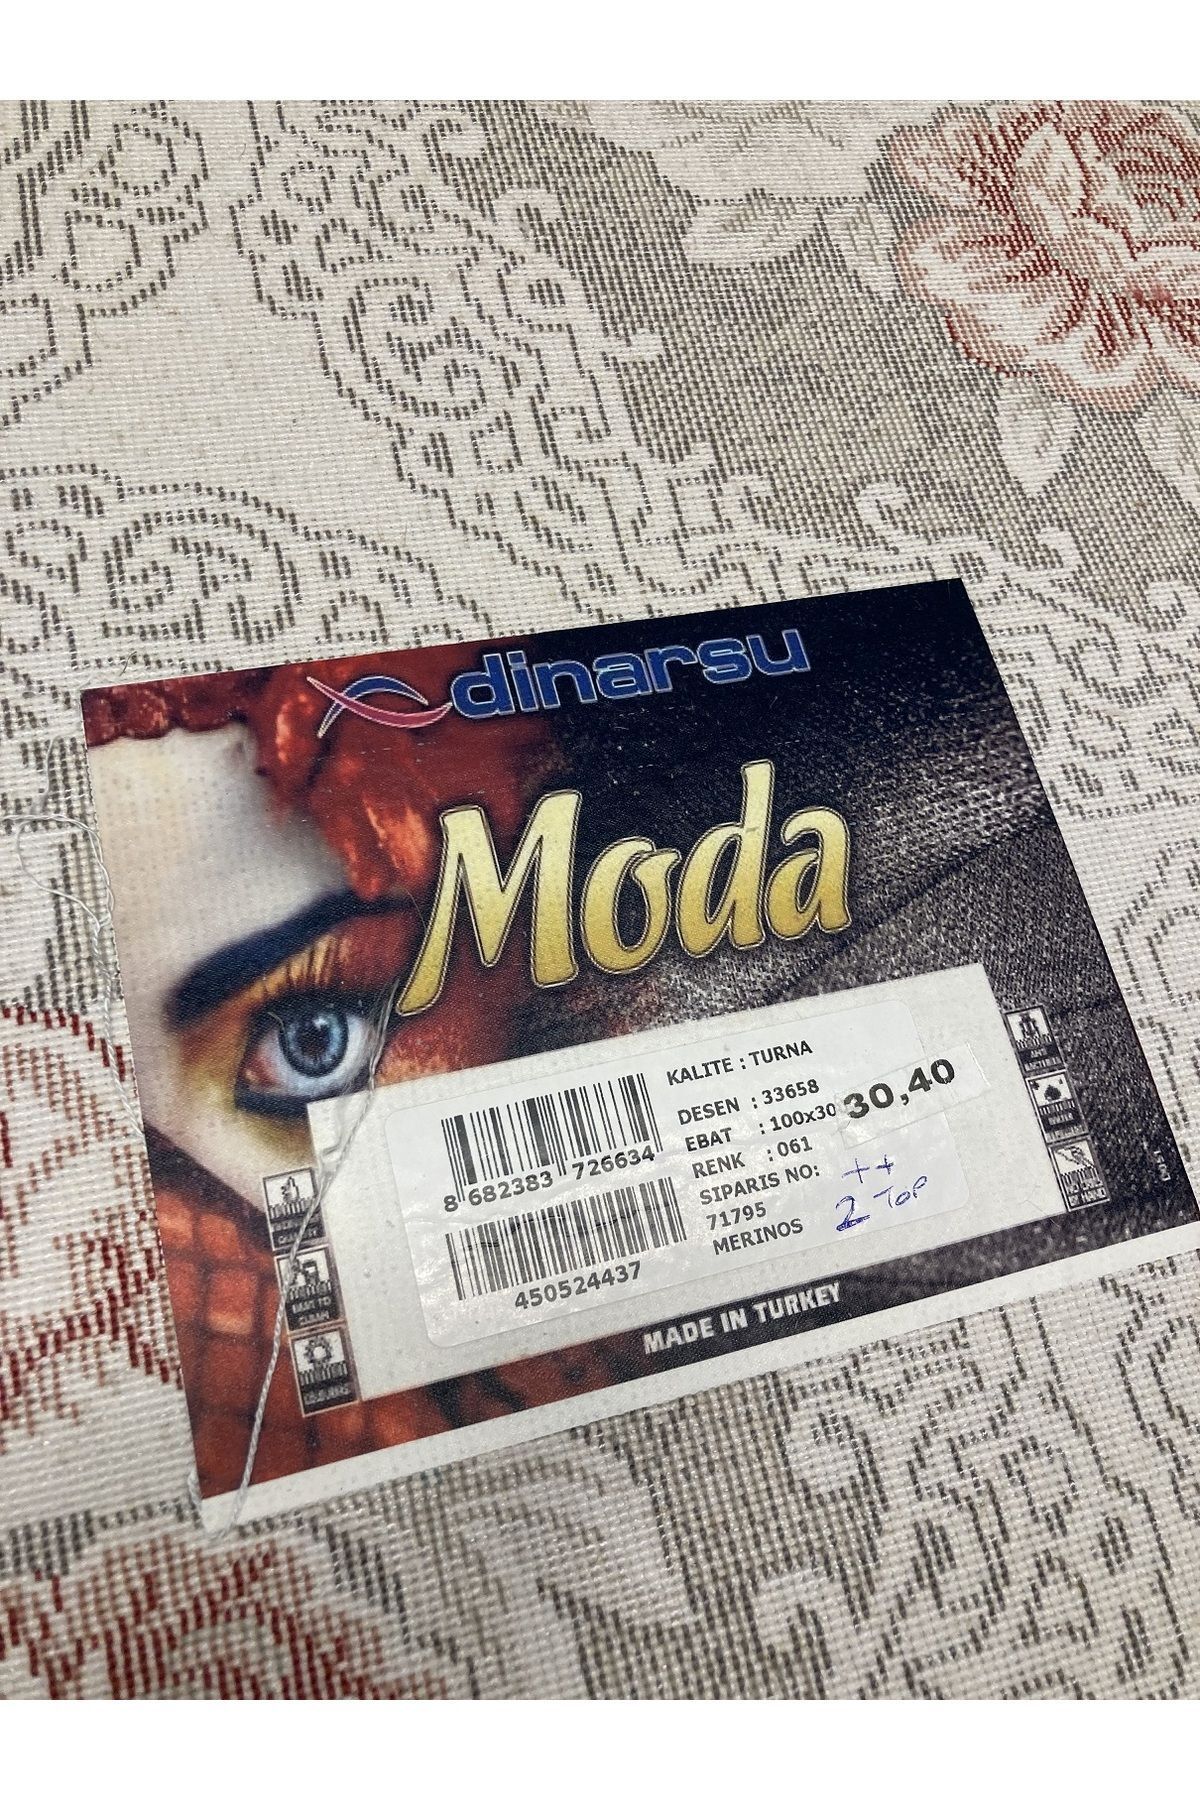 dinarsu
Moda
KALITE : TURNA
DESEN : 33658
EBAT : 100x30
30,40
RENK : 061
SIPARIS NO:
71795
MERINOS
++
2 TOP
8 682383 726634
450524437
MADE IN TURKEY